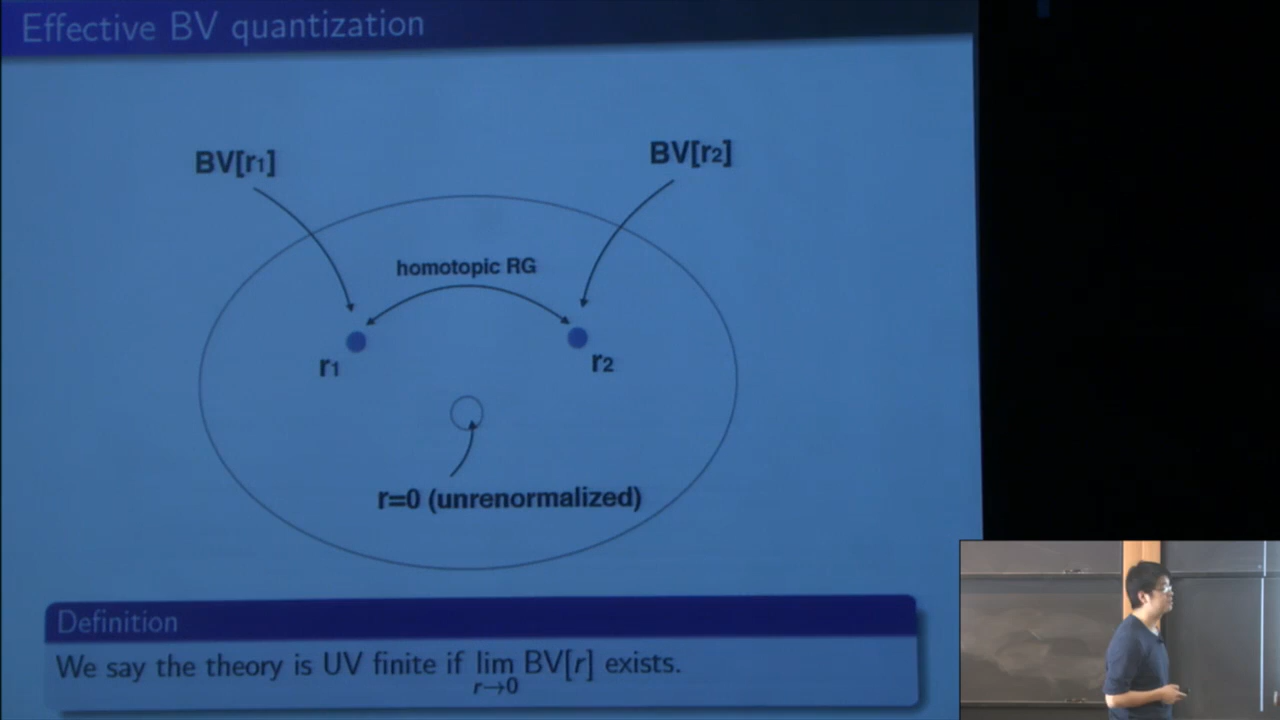 Effective BV quantization
BV[r1]
BV[r2]
homotopic RG
r1
r2
r=0 (unrenormalized)
Definition
We say the theory is UV finite if lim BV[r] exists.
r→0